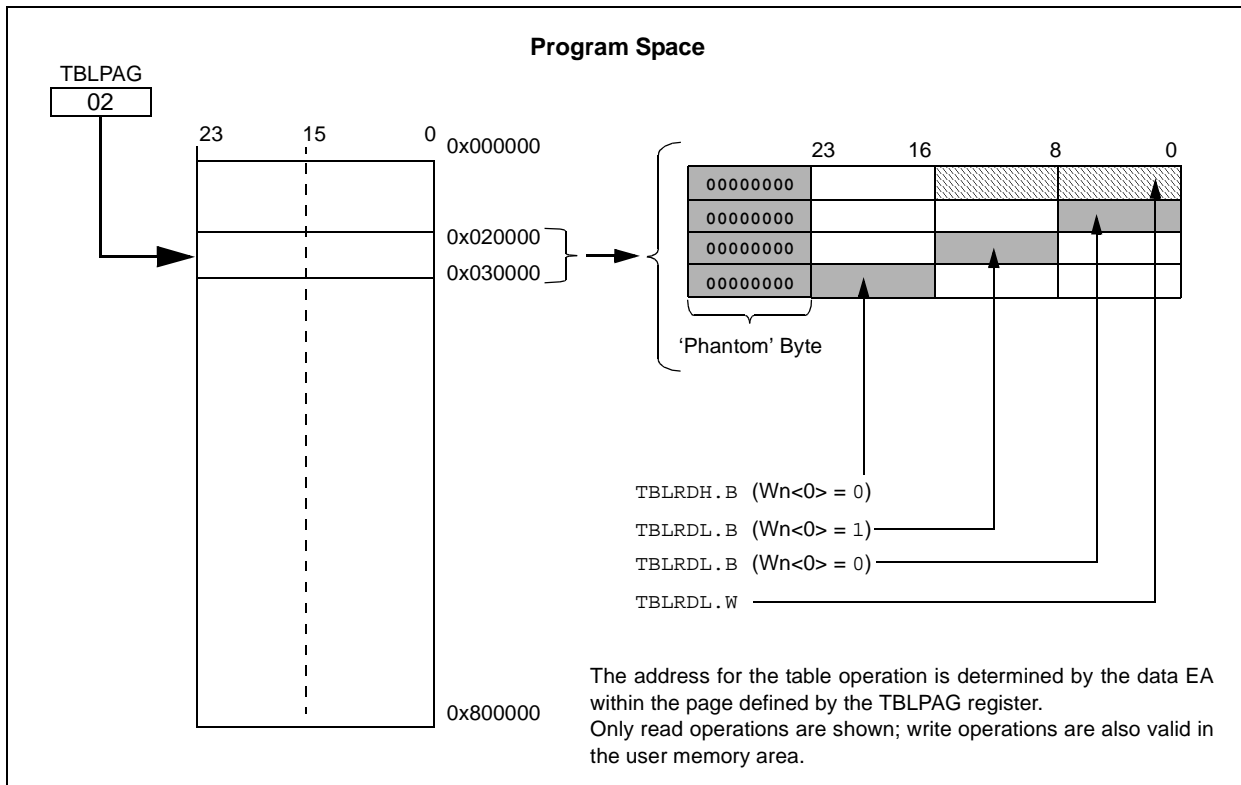 Program Space
TBLPAG
02
23 15 0
0x000000
0x020000
0x030000
0x800000
23 16 8 0
00000000
00000000
00000000
00000000
‘Phantom’ Byte
TBLRDH.B (Wn<0> = 0)
TBLRDL.B (Wn<0> = 1)
TBLRDL.B (Wn<0> = 0)
TBLRDL.W
The address for the table operation is determined by the data EA
within the page defined by the TBLPAG register.
Only read operations are shown; write operations are also valid in
the user memory area.